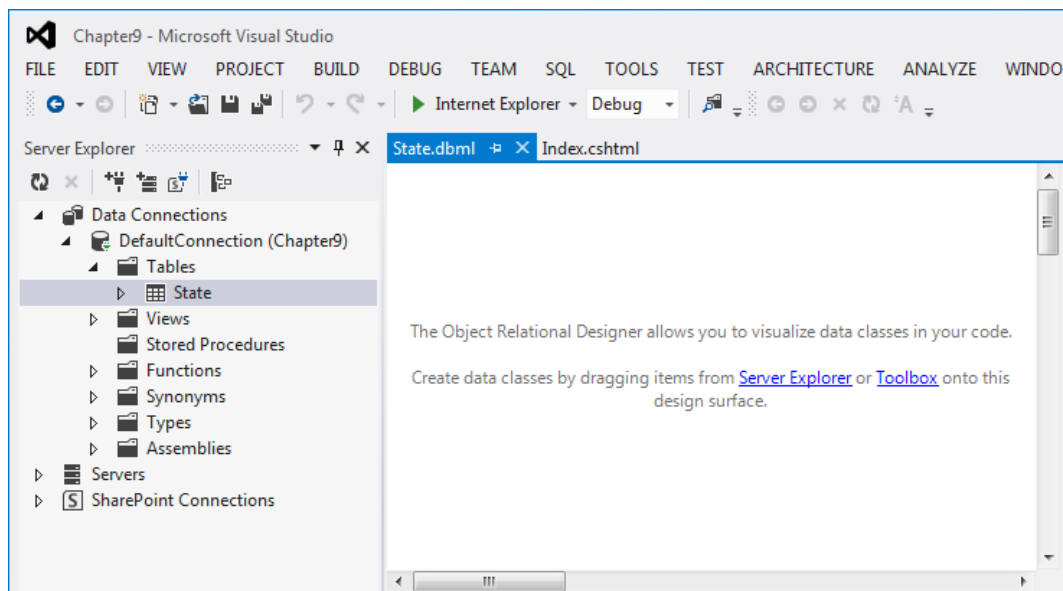 Chapter9 - Microsoft Visual Studio
FILE EDIT VIEW PROJECT BUILD DEBUG TEAM SQL TOOLS TEST ARCHITECTURE ANALYZE WINDO
Internet Explorer Debug
Server Explorer
State.dbml Index.cshtml
Data Connections
DefaultConnection (Chapter9)
Tables
State
Views
Stored Procedures
Functions
Synonyms
Types
Assemblies
Servers
SharePoint Connections
The Object Relational Designer allows you to visualize data classes in your code.
Create data classes by dragging items from Server Explorer or Toolbox onto this
design surface.